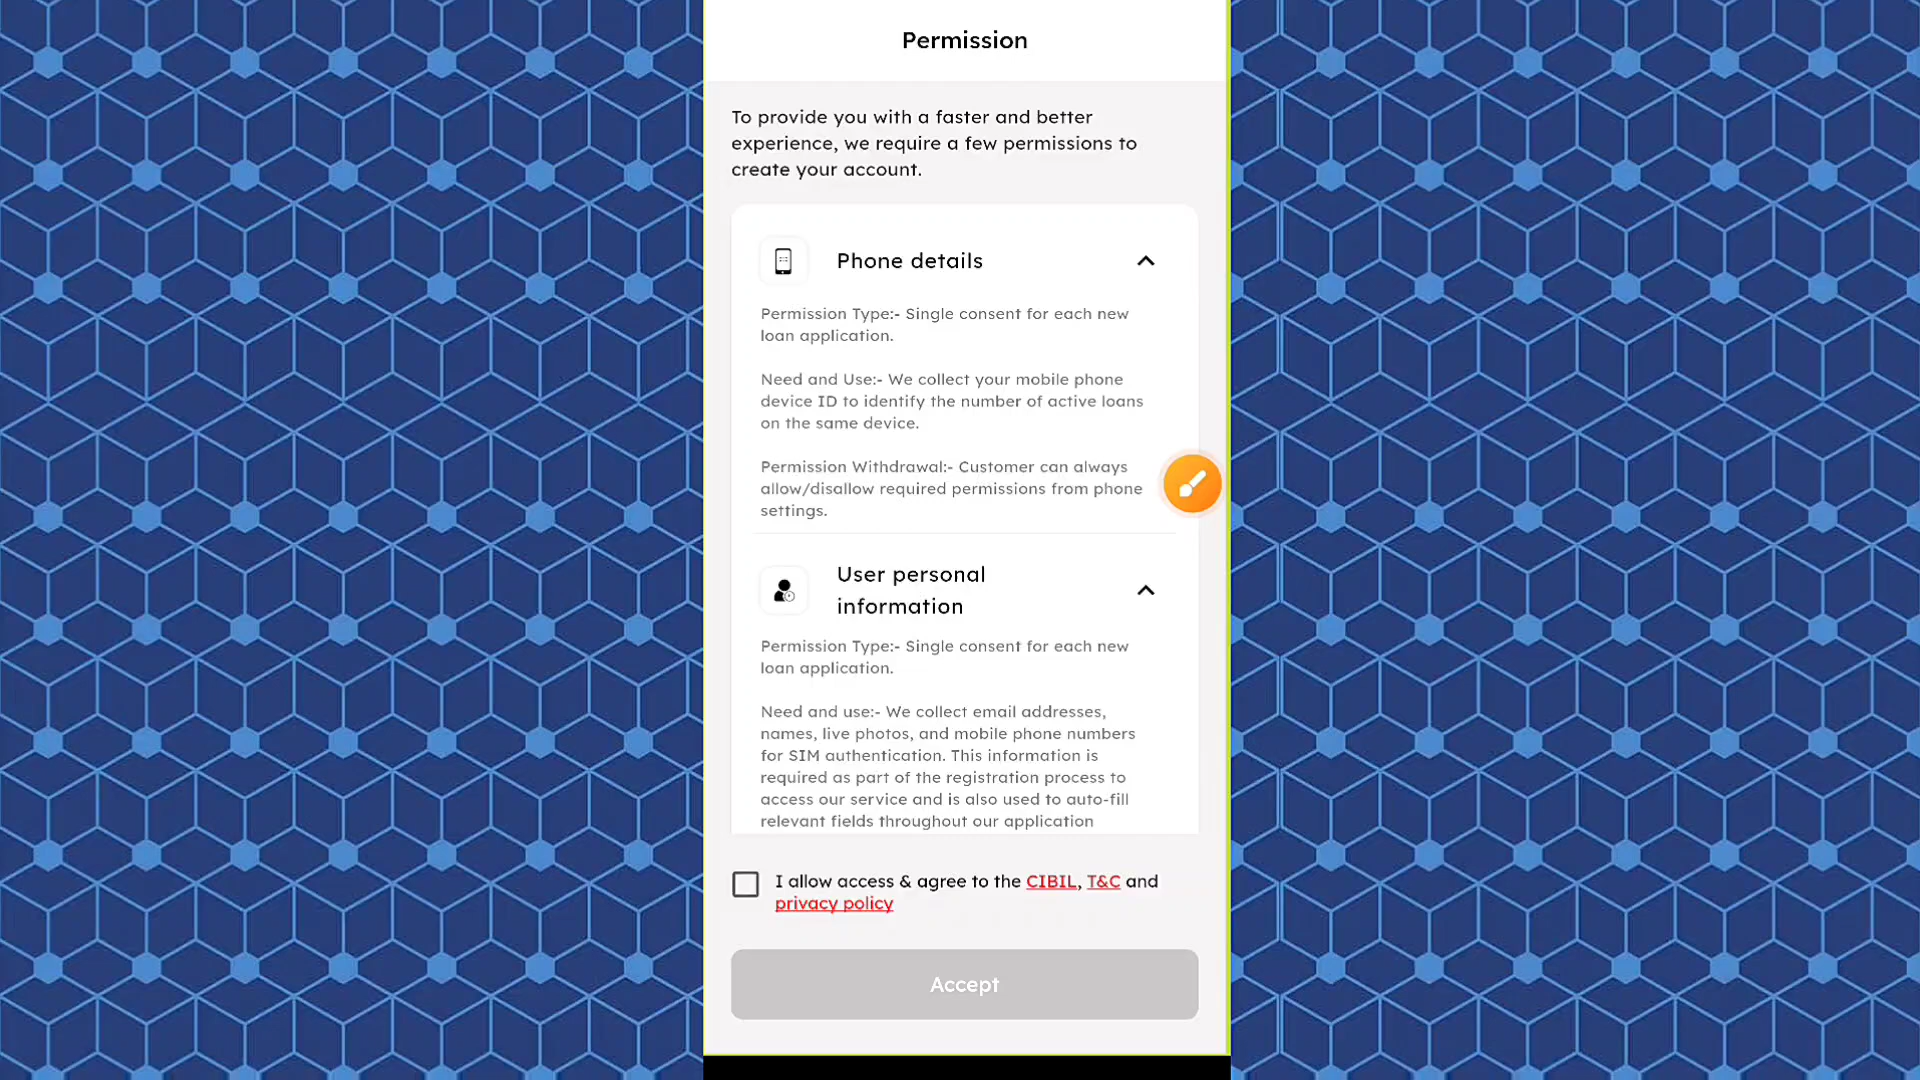 Permission
To provide you with a faster and better
experience, we require a few permissions to
create your account.
Phone details
Permission Type:- Single consent for each new
loan application.
Need and Use:- We collect your mobile phone
device ID to identify the number of active loans
on the same device.
Permission Withdrawal:- Customer can always
allow/disallow required permissions from phone
settings.
User personal
information
Permission Type:- Single consent for each new
loan application.
Need and use:- We collect email addresses,
names, live photos, and mobile phone numbers
for SIM authentication. This information is
required as part of the registration process to
access our service and is also used to auto-fill
relevant fields throughout our application
I allow access & agree to the CIBIL, T&C and
privacy policy
Accept